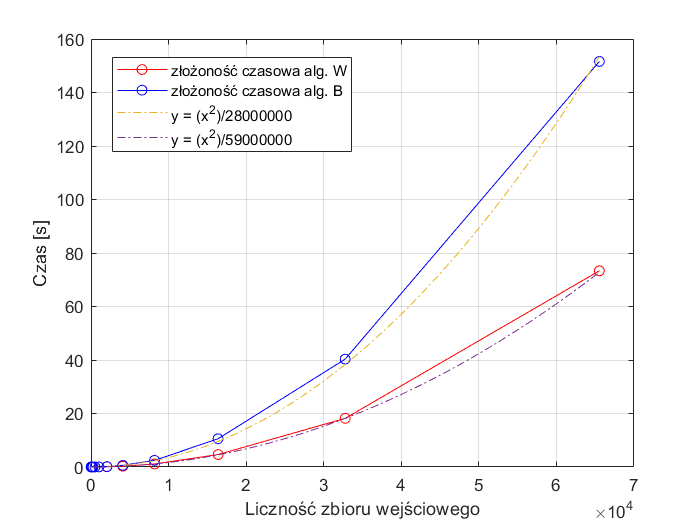 160
140
120
100
80
60
40
20
0
Czas [s]
złożoność czasowa alg. W
złożoność czasowa alg. B
y = (x²)/28000000
y = (x²)/59000000
0 1 2 3 4 5 6 7
Liczność zbioru wejściowego
×10⁴